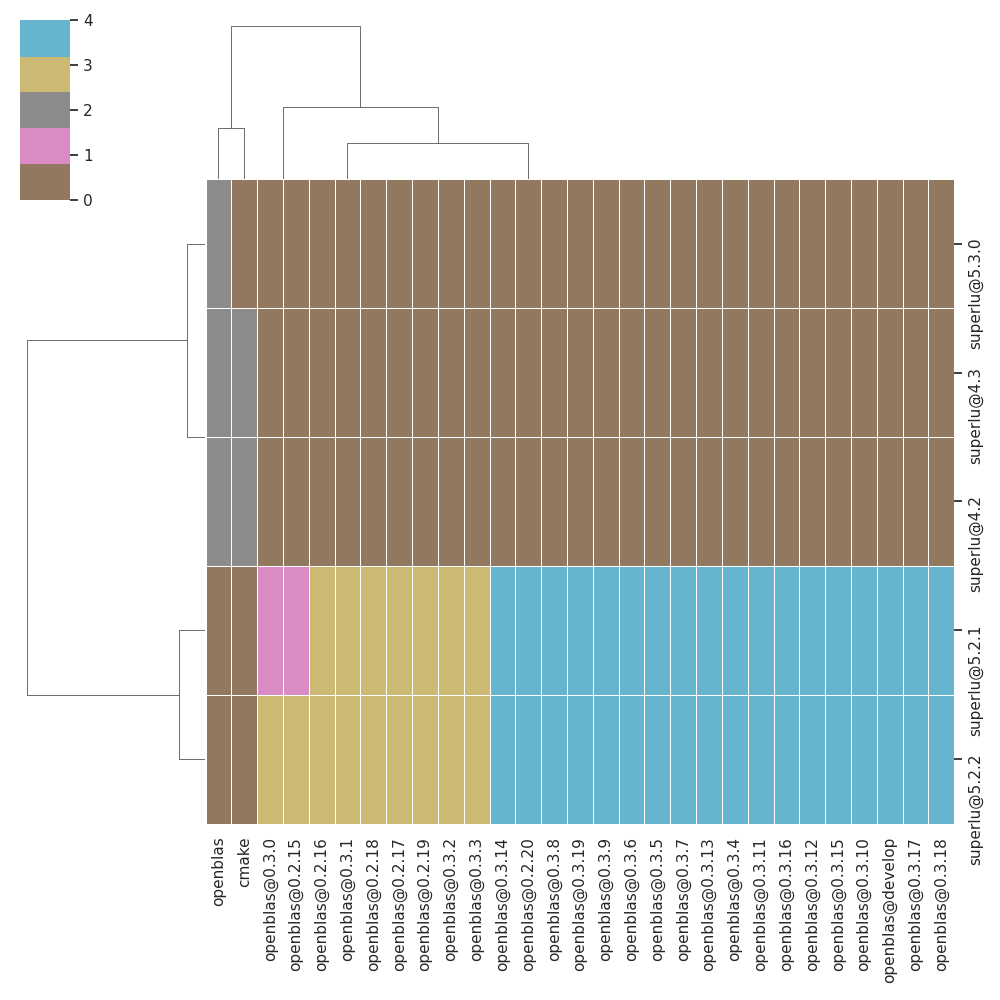 4
3
2
1
0
superlu@5.3.0
superlu@4.3
superlu@4.2
superlu@5.2.1
superlu@5.2.2
openblas
cmake
openblas@0.3.0
openblas@0.2.15
openblas@0.2.16
openblas@0.3.1
openblas@0.2.18
openblas@0.2.17
openblas@0.2.19
openblas@0.3.2
openblas@0.3.3
openblas@0.3.14
openblas@0.2.20
openblas@0.3.8
openblas@0.3.19
openblas@0.3.9
openblas@0.3.6
openblas@0.3.5
openblas@0.3.7
openblas@0.3.13
openblas@0.3.4
openblas@0.3.11
openblas@0.3.16
openblas@0.3.12
openblas@0.3.15
openblas@0.3.10
openblas@develop
openblas@0.3.17
openblas@0.3.18